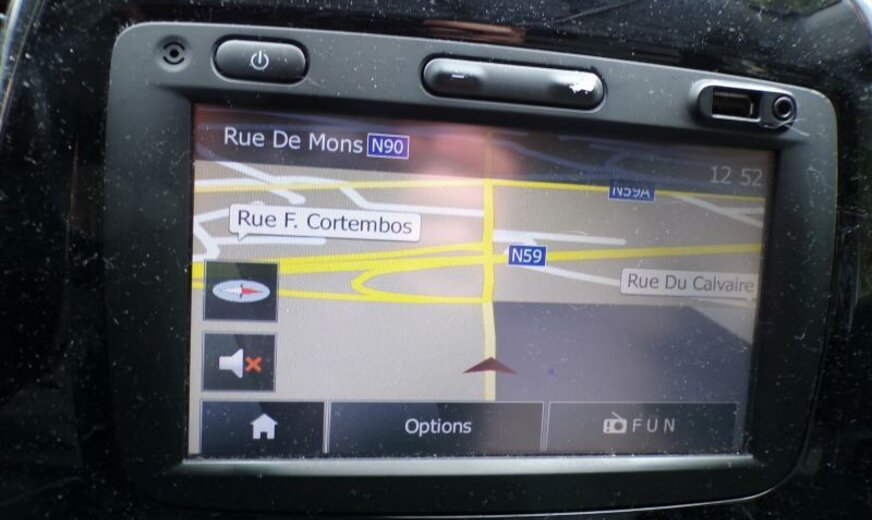 Rue De Mons N90
12 52
N59A
Rue F. Cortembos
N59
Rue Du Calvaire
Options
FUN